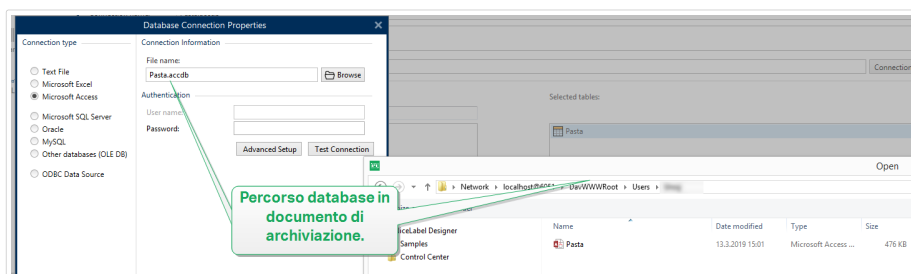 Database Connection Properties
Connection type
Connection Information
File name:
Pasta.accdb
Browse
Text File
Microsoft Excel
Microsoft Access
Microsoft SQL Server
Oracle
MySQL
Other databases (OLE DB)
ODBC Data Source
Authentication
User name:
Password:
Advanced Setup
Test Connection
Connection
Selected tables:
Pasta
Open
Network
Users
Percorso database in
documento di
archiviazione.
Name
Date modified
Type
Size
Designer
Samples
Control Center
Pasta
13.3.2019 15:01
Microsoft Access ...
476 KB